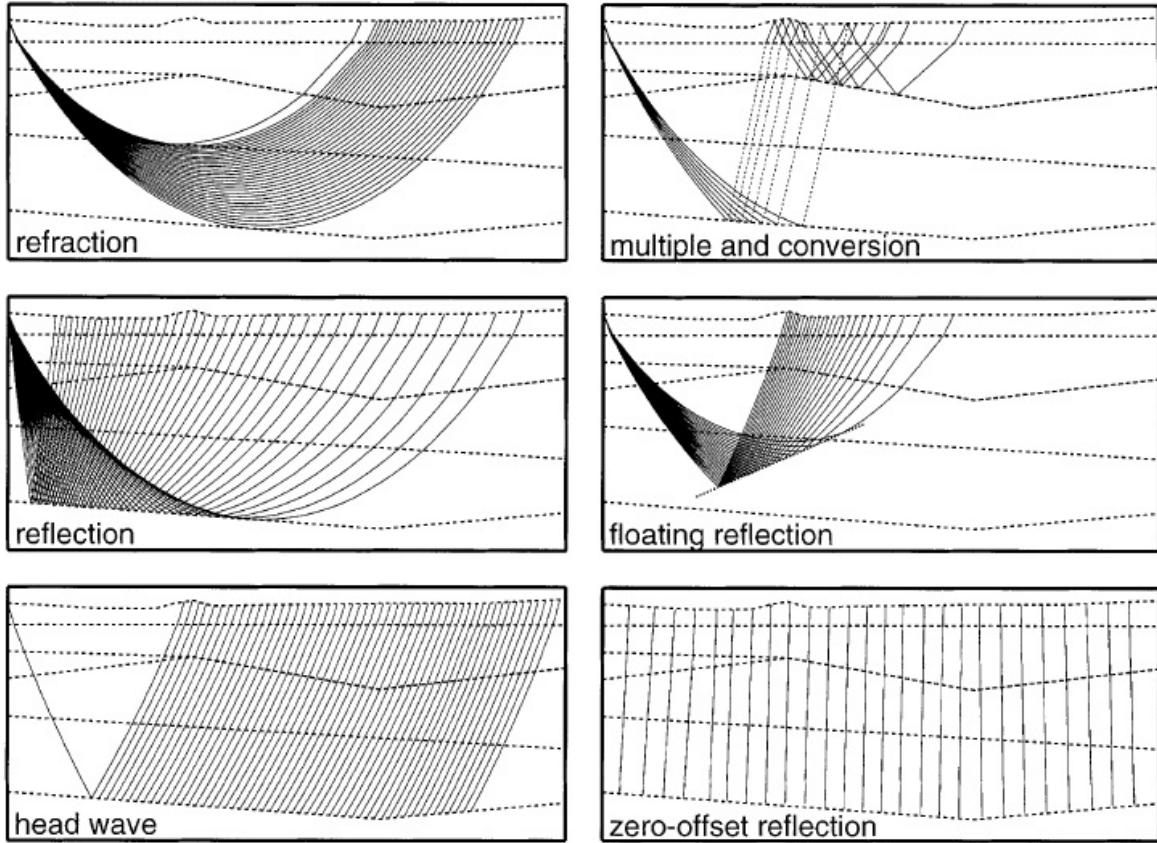 refraction
multiple and conversion
reflection
floating reflection
head wave
zero-offset reflection